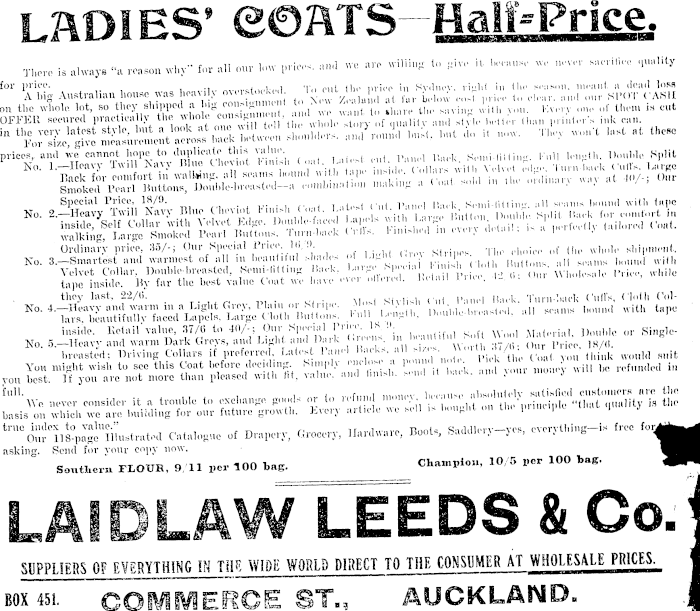 LADIES' COATS—Half-Price.
There is always "a reason why" for all our low prices, and we are willing to give it because we never sacrifice quality
for price.
A big Australian house was heavily overstocked. To cut the price in Sydney, right in the season, meant a dead loss
on the whole lot, so they shipped a big consignment to New Zealand at far below cost price to clear, and our SPOT CASH
OFFER secured practically the whole consignment, and we want to share the saving with you. Every one of them is cut
in the very latest style, but a look at one will tell the whole story of quality and style better than printer's ink can.
For size, give measurement across back between shoulders, and round bust, but do it now. They won't last at these
prices, and we cannot hope to duplicate this value.
No. 1.—Heavy Twill Navy Blue Cheviot Finish Coat, Latest cut, Panel Back, Semi-fitting, Full length, Double Split
Back for comfort in walking, all seams bound with tape inside, Collars with Velvet edge, Turn-back Cuffs, Large
Smoked Pearl Buttons, Double-breasted—a combination making a Coat sold in the ordinary way at 40/-; Our
Special Price, 18/9.
No. 2.—Heavy Twill Navy Blue Cheviot Finish Coat, Latest Cut, Panel Back, Semi-fitting, all seams bound with tape
inside, Self Collar with Velvet Edge, Double-faced Lapels with Large Button, Double Split Back for comfort in
walking, Large Smoked Pearl Buttons, Turn-back Cuffs. Finished in every detail; is a perfectly tailored Coat.
Ordinary price, 35/-; Our Special Price, 16/9.
No. 3.—Smartest and warmest of all in beautiful shades of Light Grey Stripes. The choice of the whole shipment,
Velvet Collar, Double-breasted, Semi-fitting Back, Large Special Finish Cloth Buttons, all seams bound with
tape inside. By far the best value Coat we have ever offered. Retail Price, 42/6; Our Wholesale Price, while
they last, 22/6.
No. 4.—Heavy and warm in a Light Grey, Plain or Stripe. Most Stylish Cut, Panel Back, Turn-back Cuffs, Cloth Col-
lars, beautifully faced Lapels, Large Cloth Buttons, Full Length, Double-breasted, all seams bound with tape
inside. Retail value, 37/6 to 40/-; Our Special Price, 18/9.
No. 5.—Heavy and warm Dark Greys, and Light and Dark Greens, in beautiful Soft Wool Material, Double or Single-
breasted; Driving Collars if preferred, Latest Panel Backs, all sizes. Worth 37/6; Our Price, 18/6.
You might wish to see this Coat before deciding. Simply enclose a pound note. Pick the Coat you think would suit
you best. If you are not more than pleased with fit, value, and finish, send it back, and your money will be refunded in
full.
We never consider it a trouble to exchange goods or to refund money, because absolutely satisfied customers are the
basis on which we are building for our future growth. Every article we sell is bought on the principle "that quality is the
true index to value."
Our 118-page Illustrated Catalogue of Drapery, Grocery, Hardware, Boots, Saddlery—yes, everything—is free for
asking. Send for your copy now.
Southern FLOUR, 9/11 per 100 bag. Champion, 10/5 per 100 bag.
LAIDLAW LEEDS & Co.
SUPPLIERS OF EVERYTHING IN THE WIDE WORLD DIRECT TO THE CONSUMER AT WHOLESALE PRICES.
BOX 451. COMMERCE ST., AUCKLAND.